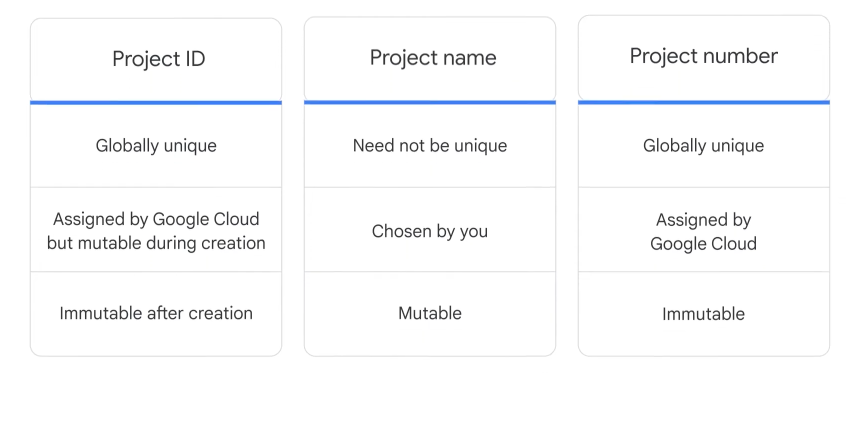 Project ID
Project name
Project number
Globally unique
Need not be unique
Globally unique
Assigned by Google Cloud
but mutable during creation
Chosen by you
Assigned by
Google Cloud
Immutable after creation
Mutable
Immutable